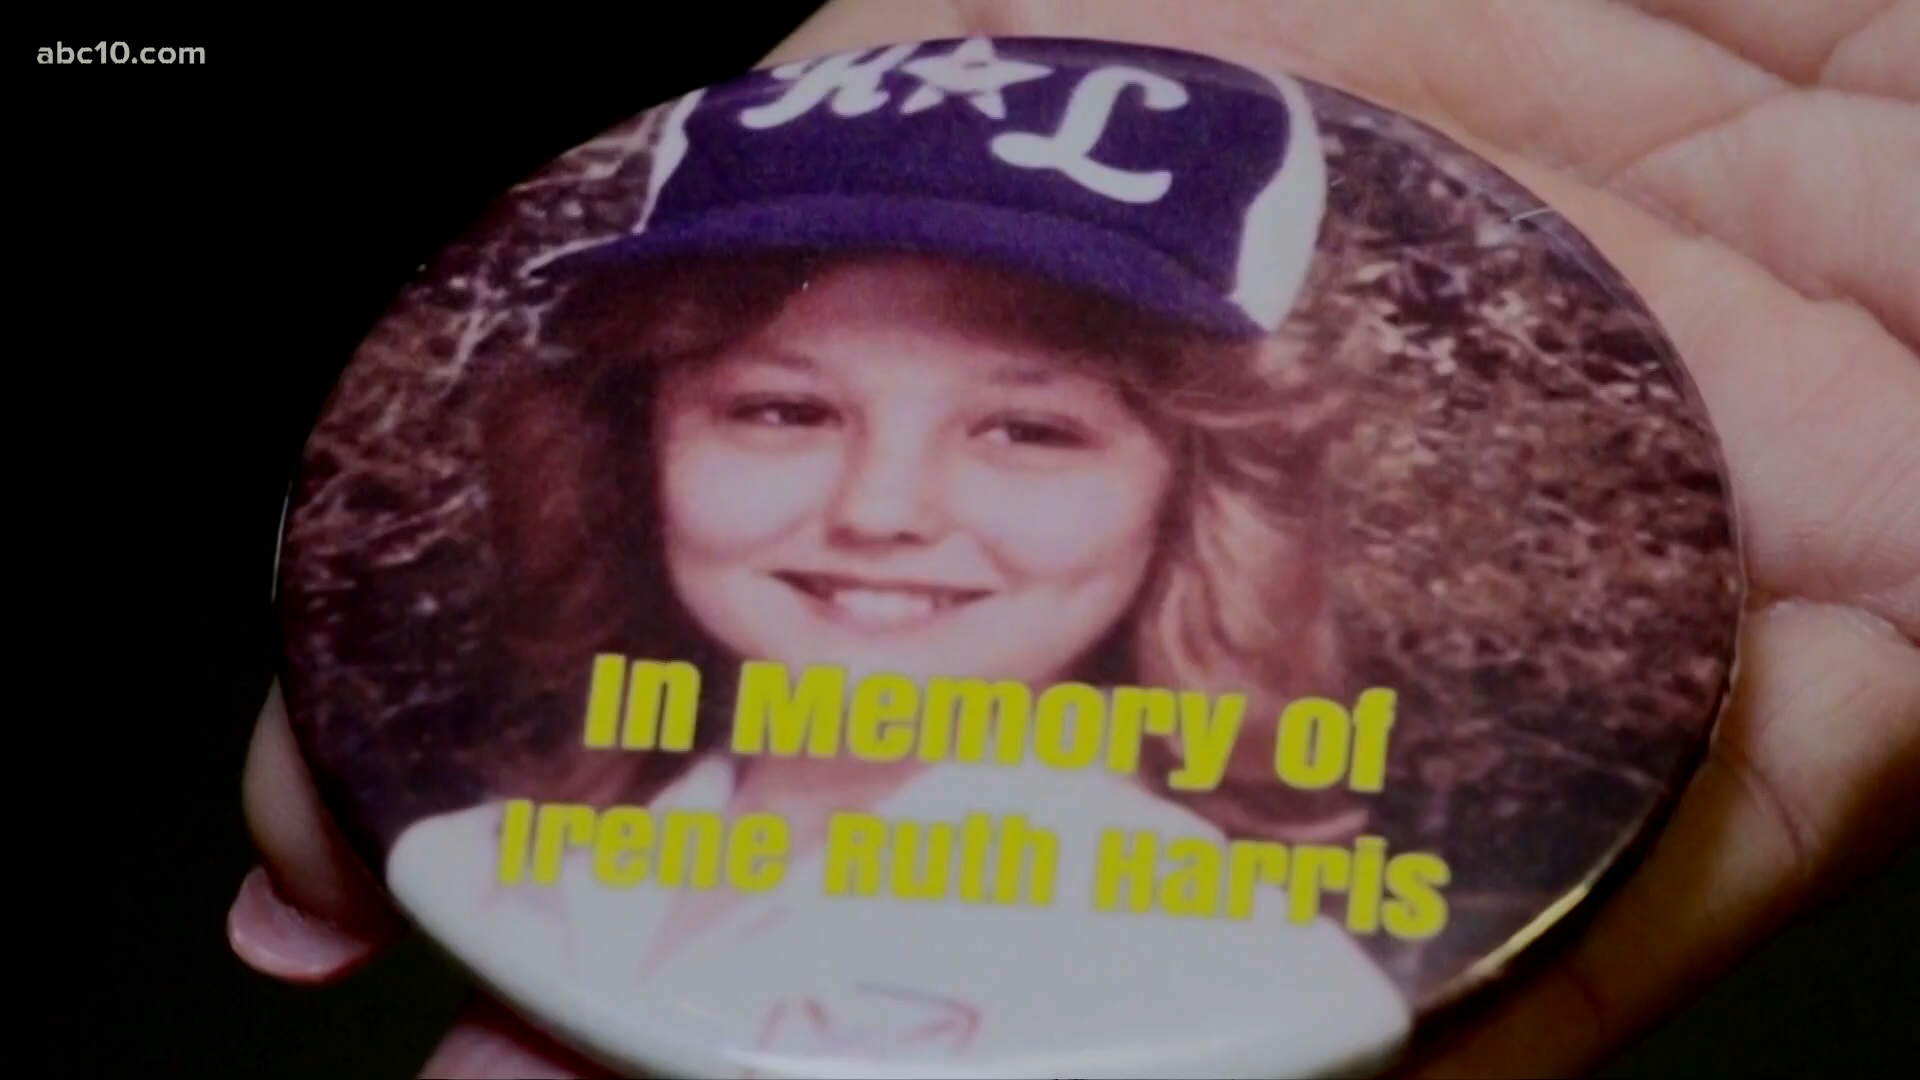 abc10.com
H★L
In Memory of
Irene Ruth Harris